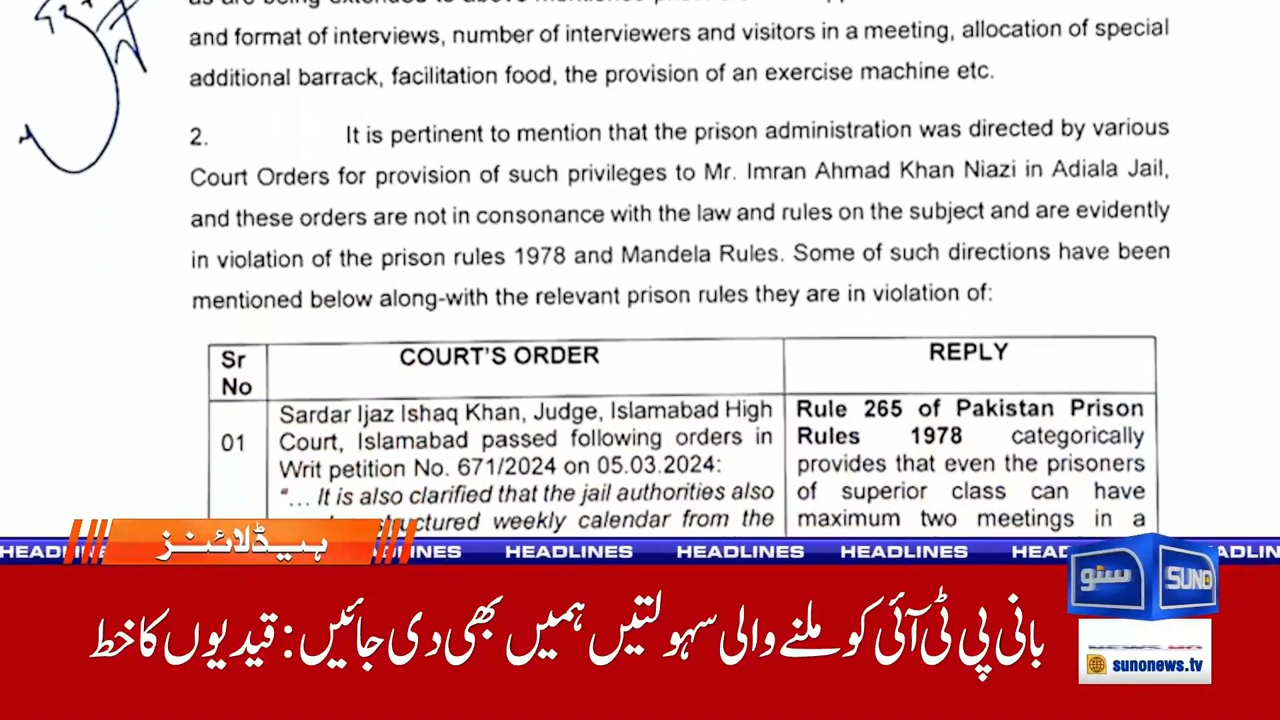 and format of interviews, number of interviewers and visitors in a meeting, allocation of special
additional barrack, facilitation food, the provision of an exercise machine etc.
2. It is pertinent to mention that the prison administration was directed by various
Court Orders for provision of such privileges to Mr. Imran Ahmad Khan Niazi in Adiala Jail,
and these orders are not in consonance with the law and rules on the subject and are evidently
in violation of the prison rules 1978 and Mandela Rules. Some of such directions have been
mentioned below along-with the relevant prison rules they are in violation of:
Sr No
COURT'S ORDER
REPLY
01
Sardar Ijaz Ishaq Khan, Judge, Islamabad High
Court, Islamabad passed following orders in
Writ petition No. 671/2024 on 05.03.2024:
"... It is also clarified that the jail authorities also
structured weekly calendar from the
Rule 265 of Pakistan Prison
Rules 1978 categorically
provides that even the prisoners
of superior class can have
maximum two meetings in a
ہیڈلائنز
HEADLINES HEADLINES HEADLINES HEADLINES
سنو
SUNO
بانی پی ٹی آئی کو ملنے والی سہولتیں ہمیں بھی دی جائیں: قیدیوں کا خط
sunonews.tv